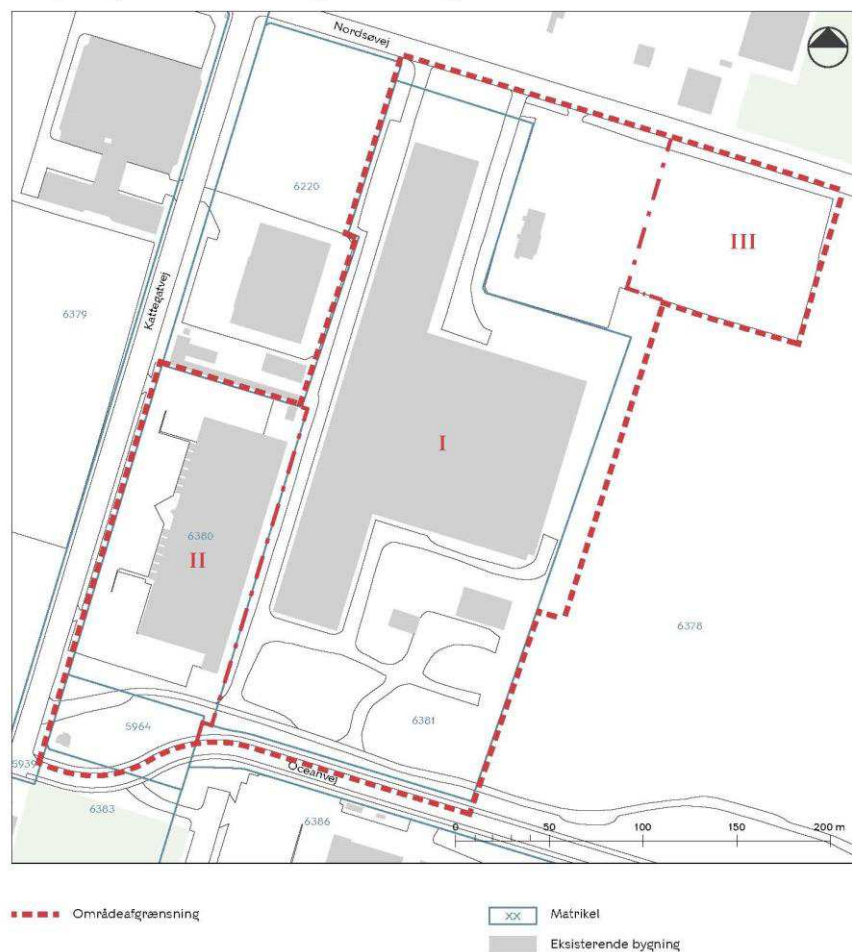 Nordsøvej
6220
III
Kattegatvej
6379
I
6380
II
6378
5964
6381
5939
Oceanvej
6383
6386
0 50 100 150 200 m
Områdeafgrænsning
xx Matrikel
Eksisterende bygning